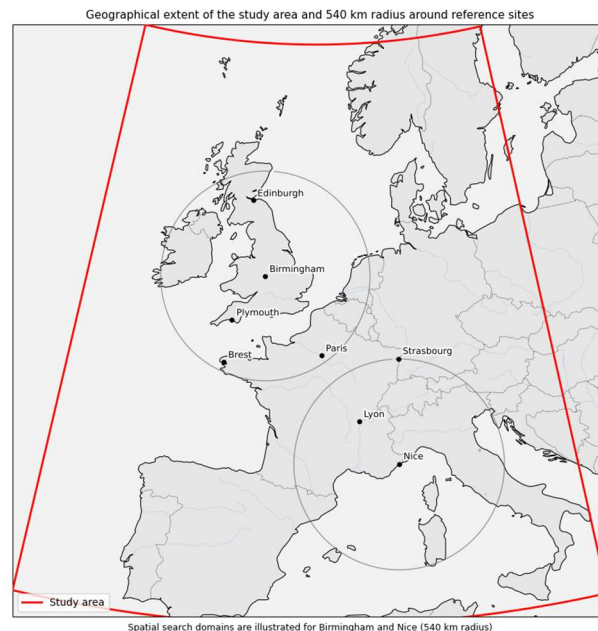 Geographical extent of the study area and 540 km radius around reference sites
Edinburgh
Birmingham
Plymouth
Brest
Paris
Strasbourg
Lyon
Nice
Study area
Spatial search domains are illustrated for Birmingham and Nice (540 km radius)